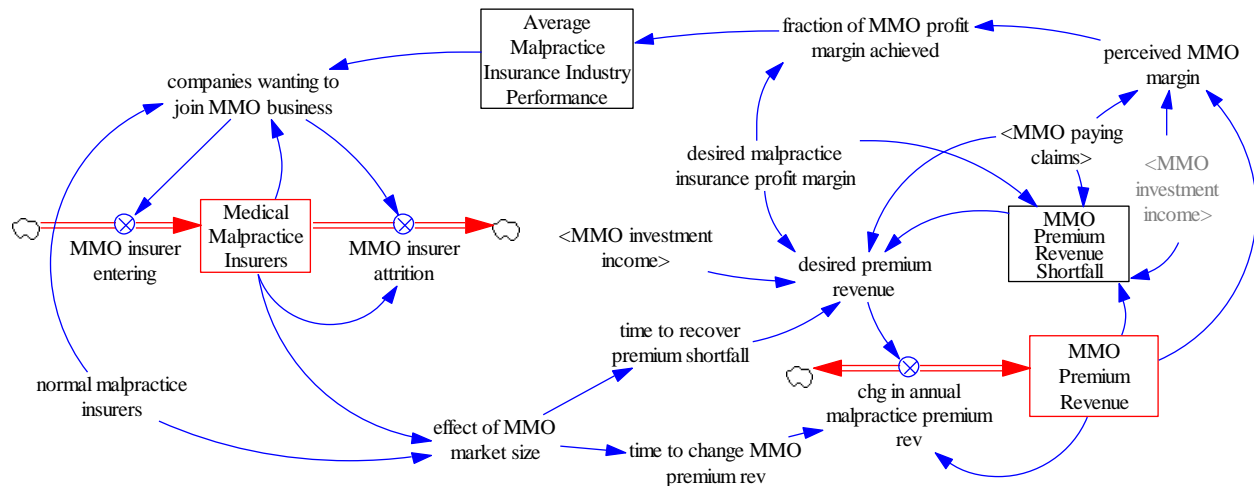 Average
Malpractice
Insurance Industry
Performance
fraction of MMO profit
margin achieved
perceived MMO
margin
companies wanting to
join MMO business
<MMO paying
claims>
desired malpractice
insurance profit margin
<MMO
investment
income>
Medical
Malpractice
Insurers
MMO insurer
entering
MMO insurer
attrition
MMO
Premium
Revenue
Shortfall
<MMO investment
income>
desired premium
revenue
time to recover
premium shortfall
MMO
Premium
Revenue
normal malpractice
insurers
chg in annual
malpractice premium
rev
effect of MMO
market size
time to change MMO
premium rev